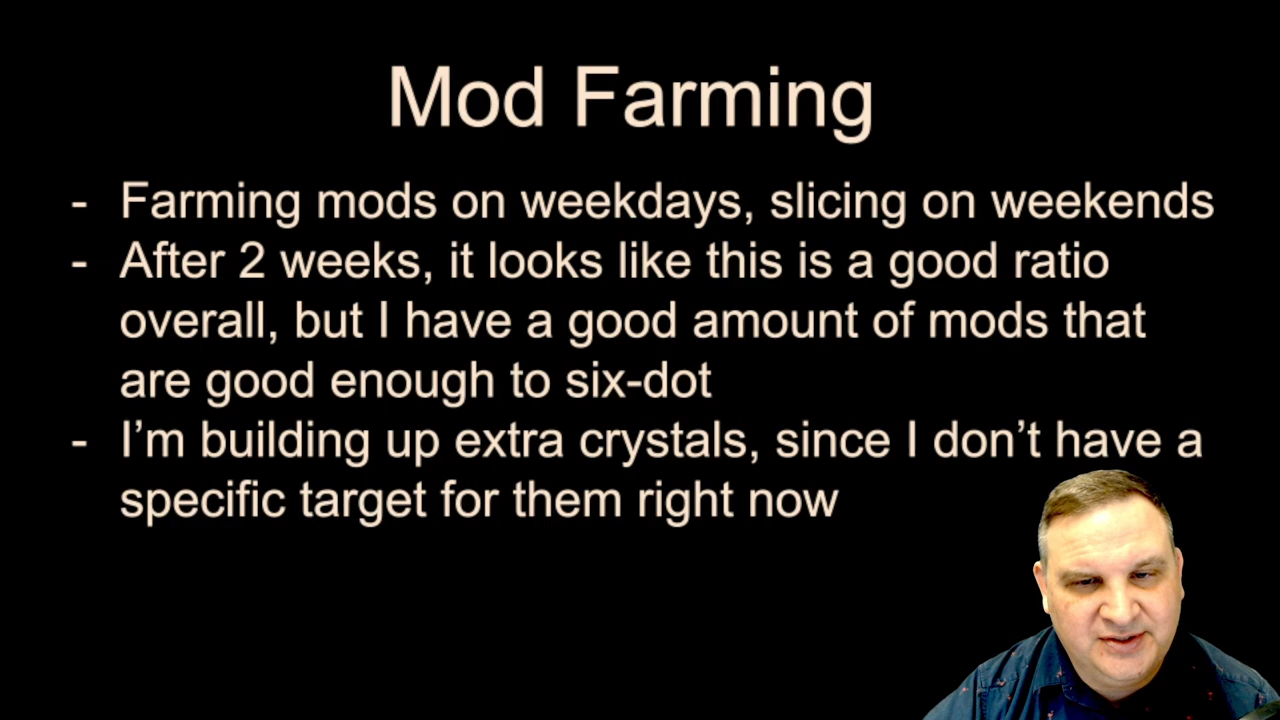 Mod Farming
- Farming mods on weekdays, slicing on weekends
- After 2 weeks, it looks like this is a good ratio
overall, but I have a good amount of mods that
are good enough to six-dot
- I’m building up extra crystals, since I don’t have a
specific target for them right now